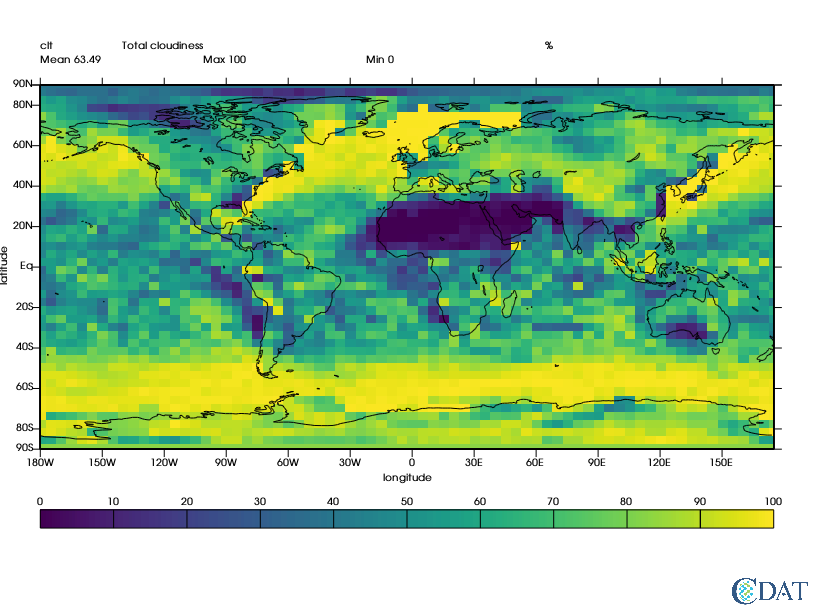 clt Total cloudiness %
Mean 63.49 Max 100 Min 0
90N
80N
60N
40N
20N
Eq
20S
40S
60S
80S
90S
latitude
180W 150W 120W 90W 60W 30W 0 30E 60E 90E 120E 150E
longitude
0 10 20 30 40 50 60 70 80 90 100
CDAT